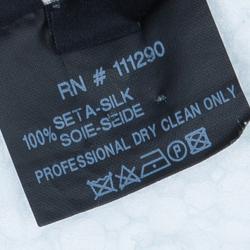 RN # 111290
100% SETA-SILK
SOIE-SEIDE
PROFESSIONAL DRY CLEAN ONLY